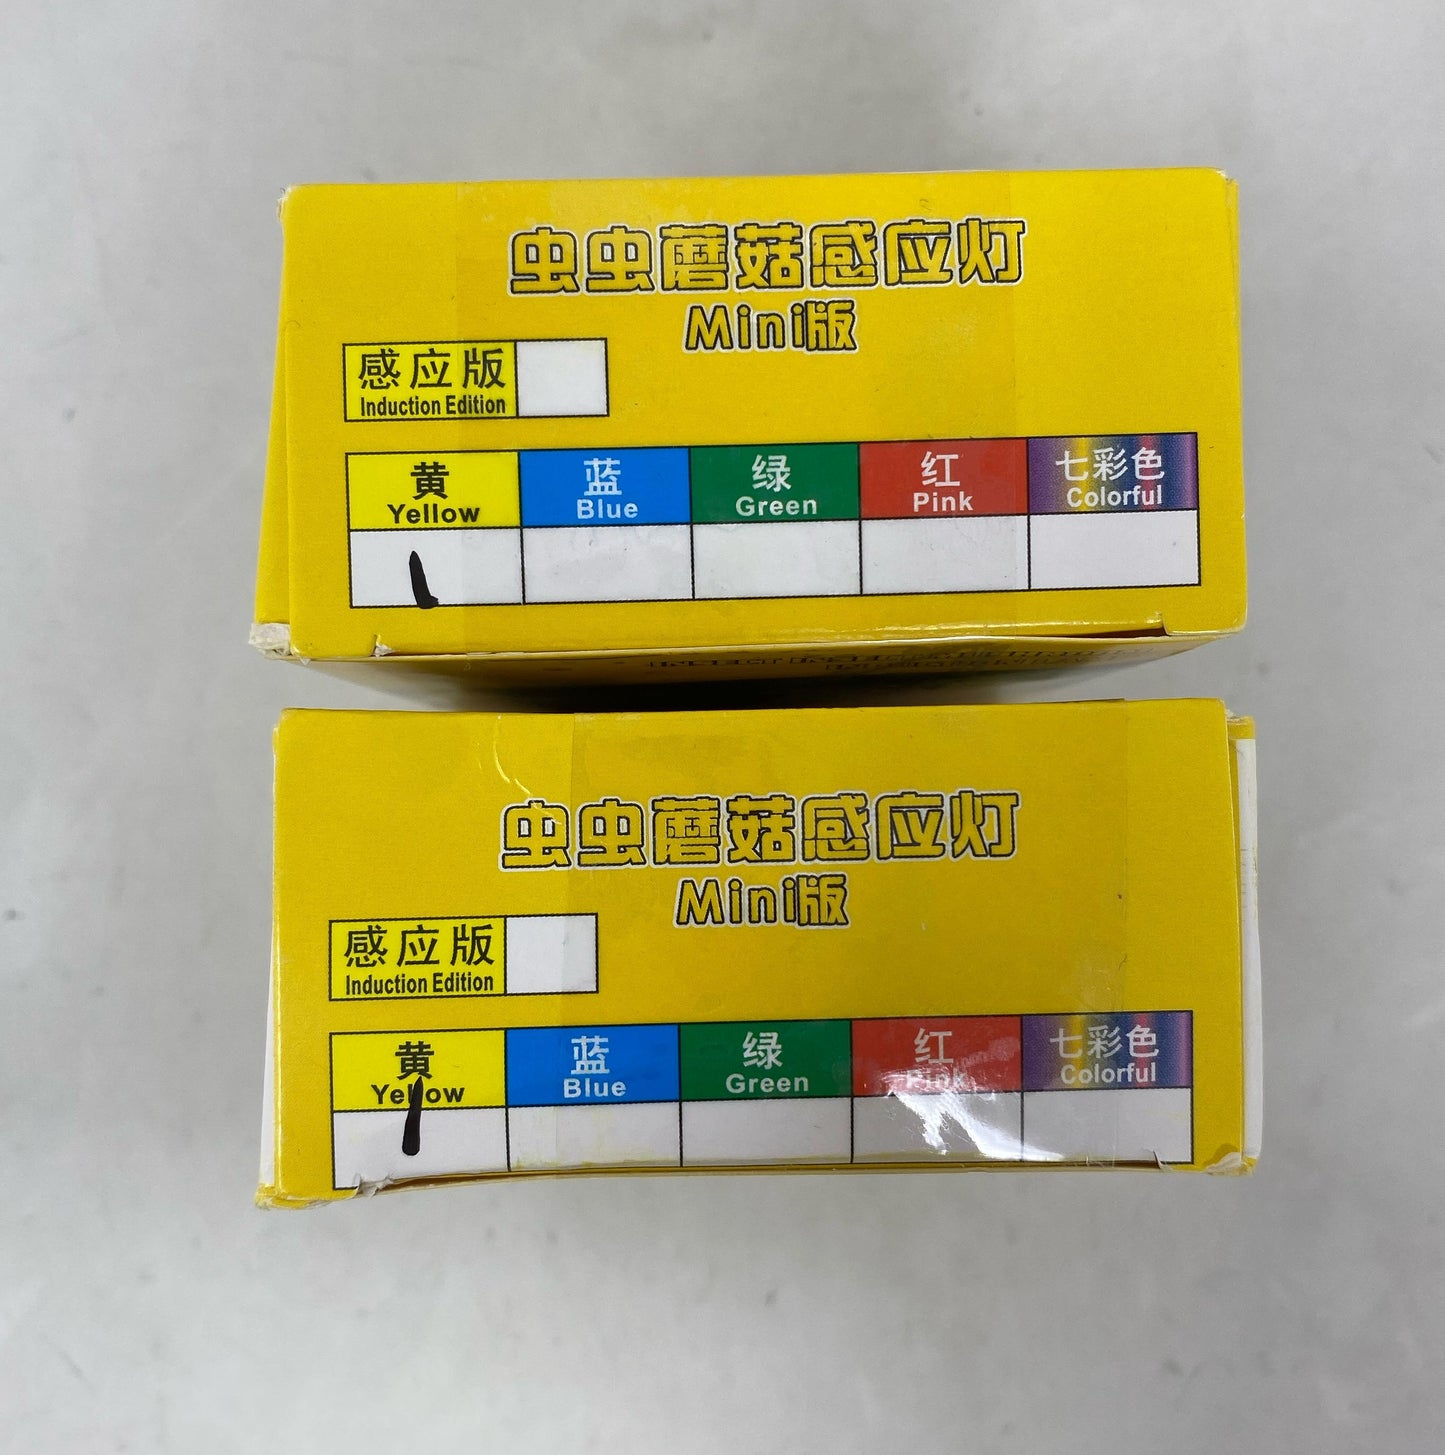 虫虫蘑菇感应灯
Mini版
感应版
Induction Edition
黄 蓝 绿 红 七彩色
Yellow Blue Green Pink Colorful
虫虫蘑菇感应灯
Mini版
感应版
Induction Edition
黄 蓝 绿 红 七彩色
Yellow Blue Green Pink Colorful